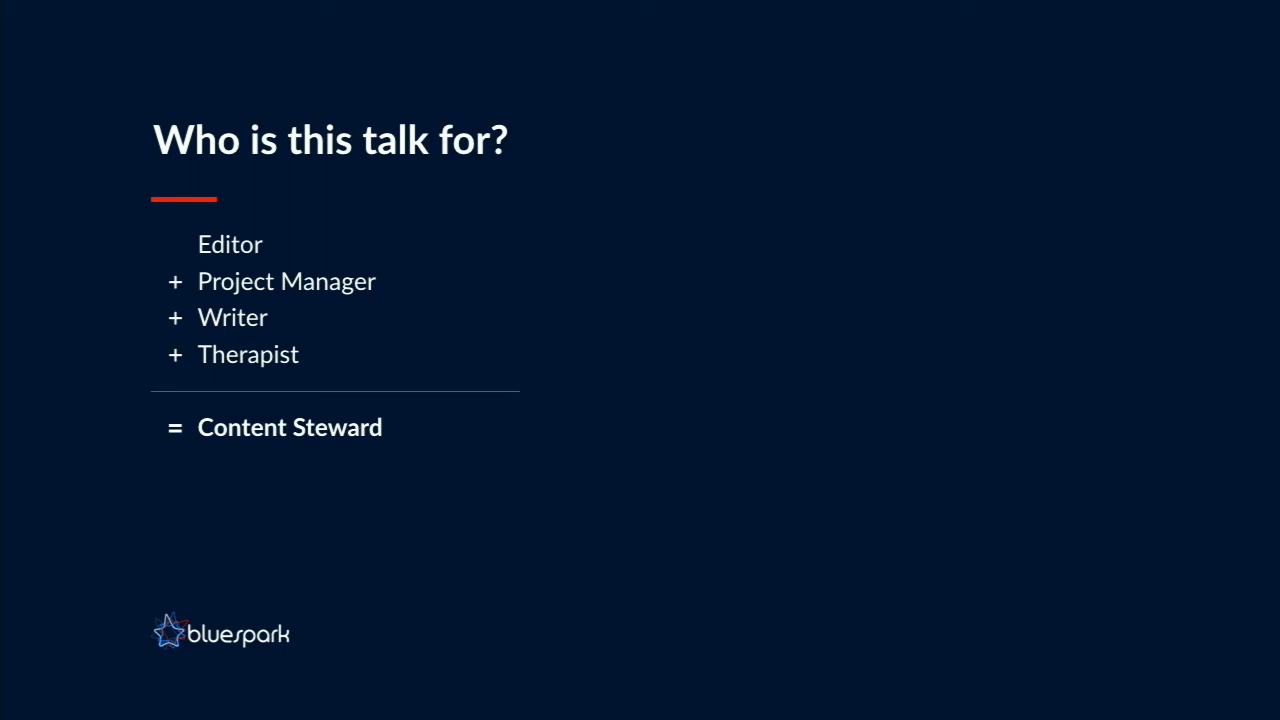 Who is this talk for?
Editor
+ Project Manager
+ Writer
+ Therapist
= Content Steward
bluespark